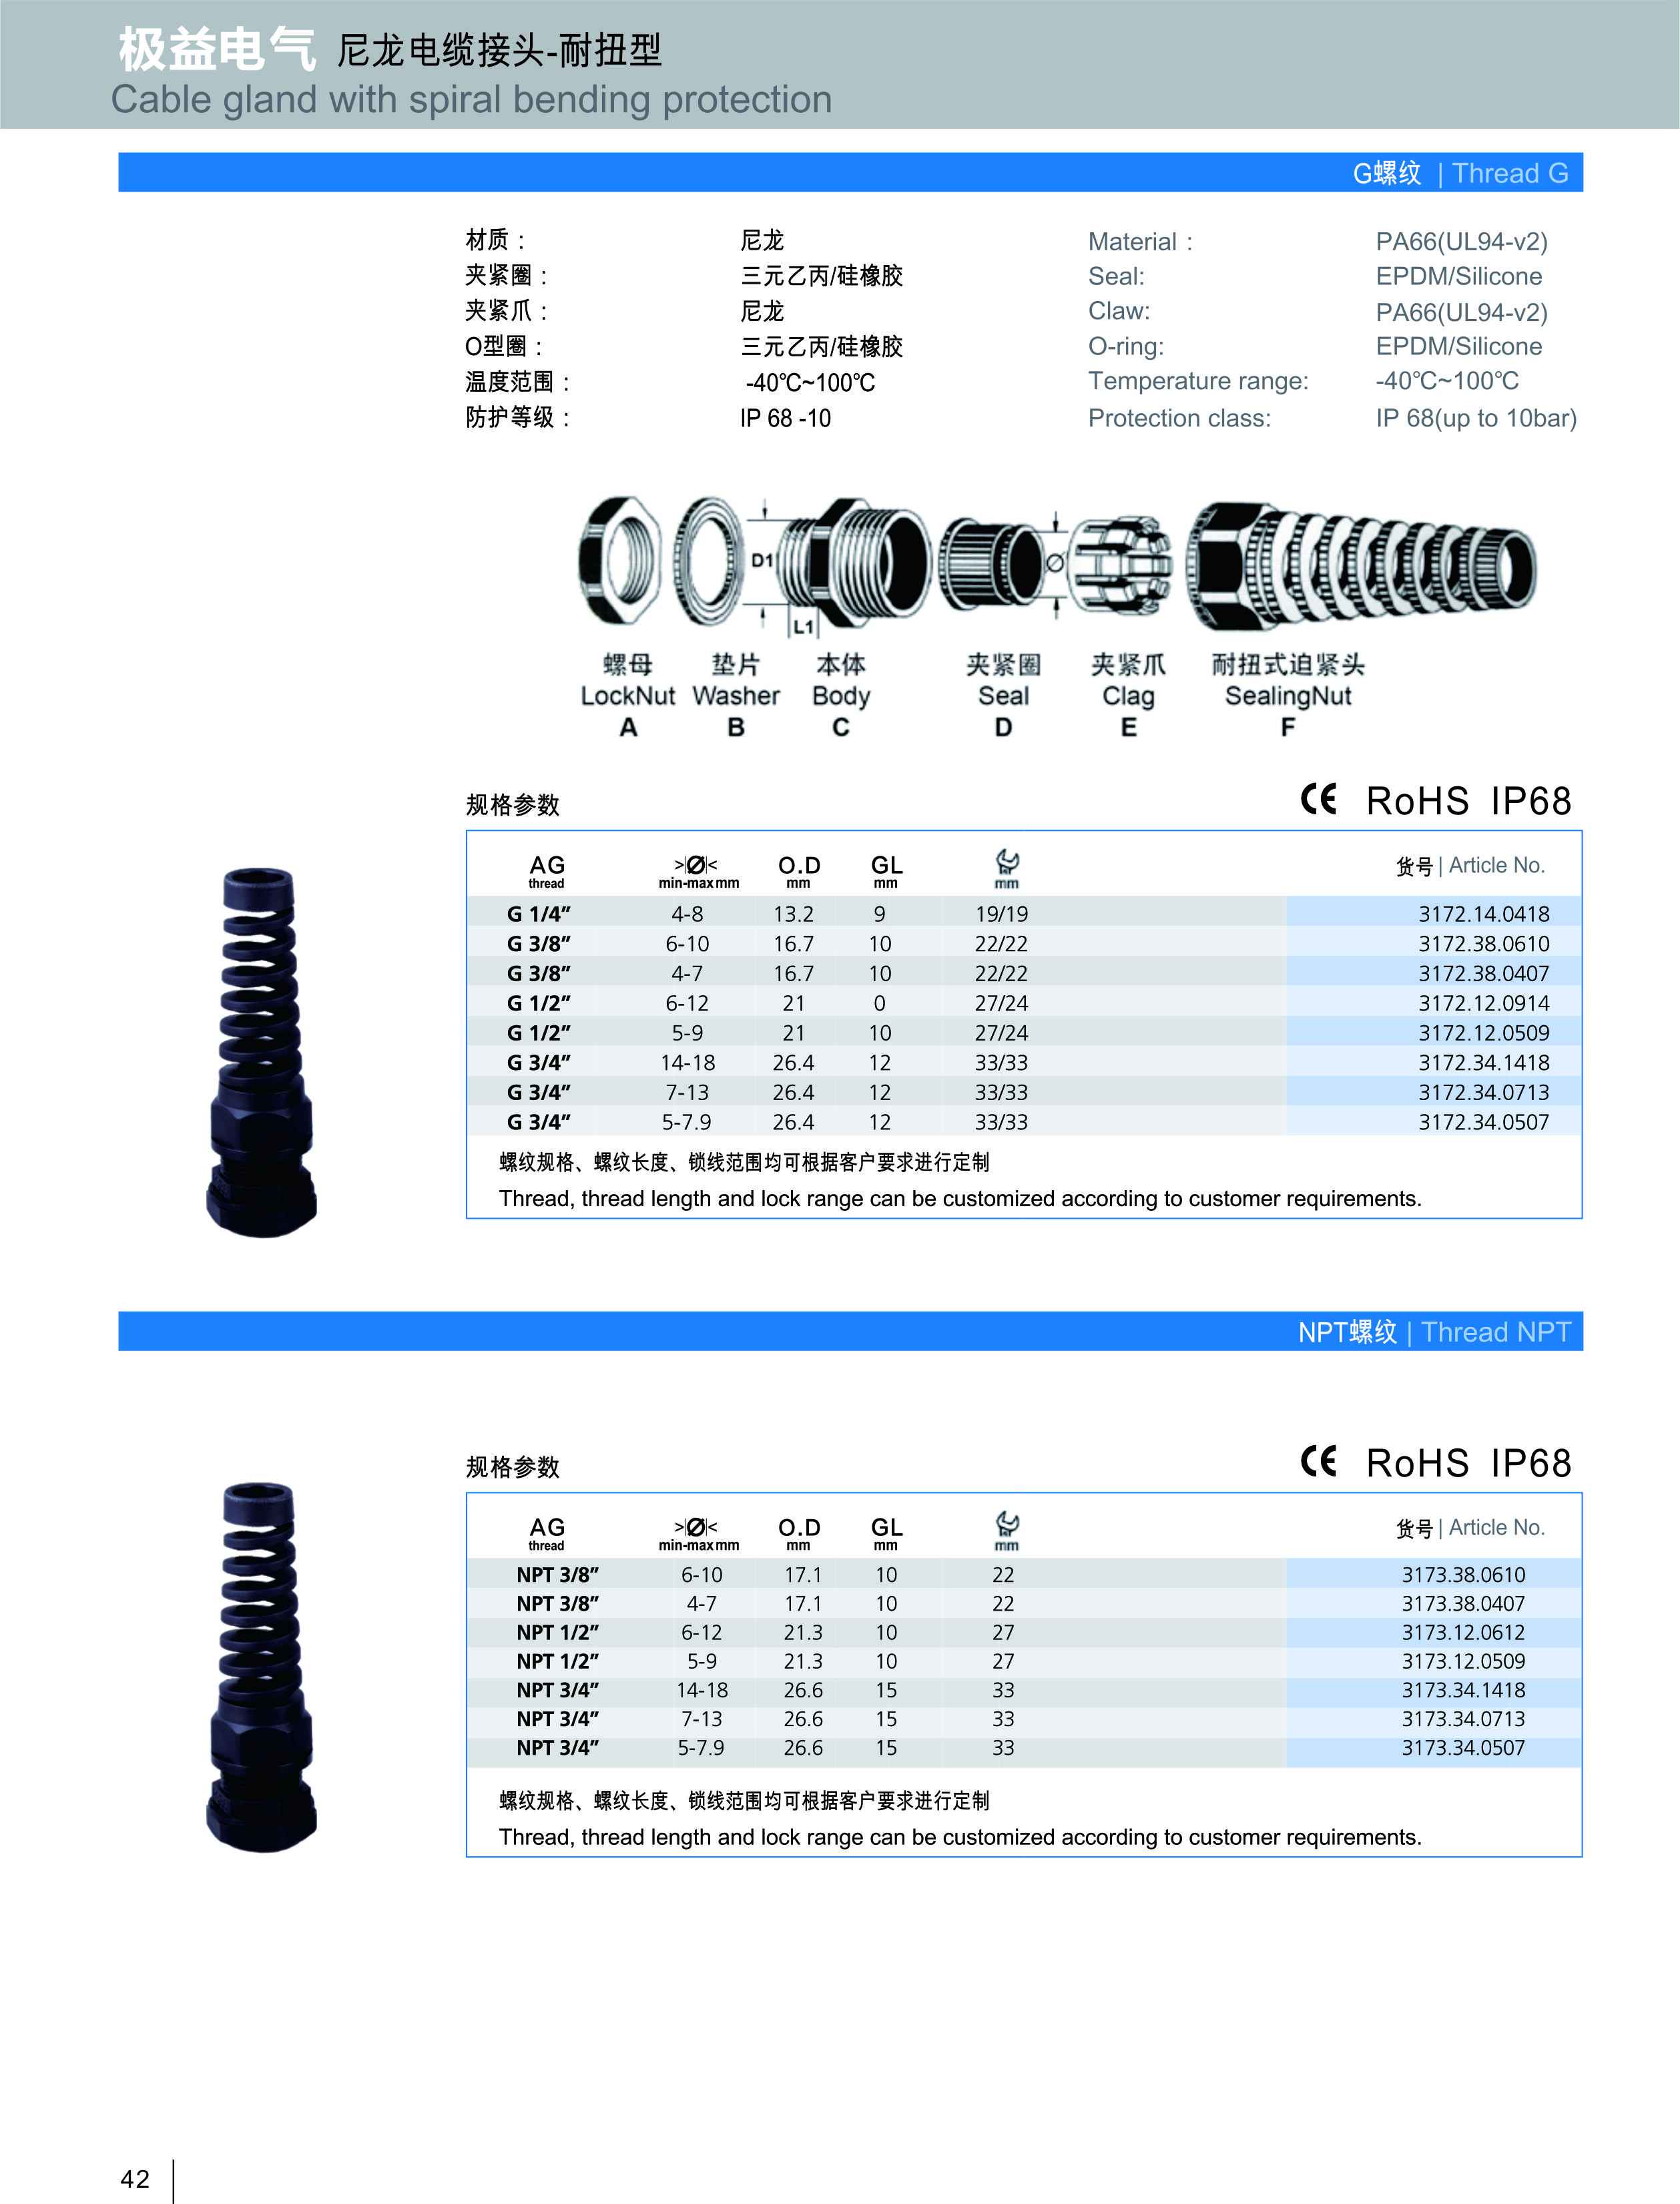 极益电气 尼龙电缆接头-耐扭型
Cable gland with spiral bending protection
G螺纹 | Thread G
材质： 尼龙 Material： PA66(UL94-v2)
夹紧圈： 三元乙丙/硅橡胶 Seal: EPDM/Silicone
夹紧爪： 尼龙 Claw: PA66(UL94-v2)
O型圈： 三元乙丙/硅橡胶 O-ring: EPDM/Silicone
温度范围： -40℃~100℃ Temperature range: -40℃~100℃
防护等级： IP 68 -10 Protection class: IP 68(up to 10bar)
D1 Ø
L1
螺母 垫片 本体 夹紧圈 夹紧爪 耐扭式迫紧头
LockNut Washer Body Seal Clag SealingNut
A B C D E F
规格参数 CE RoHS IP68
AG >|Ø|< O.D GL 货号 | Article No.
thread min-max mm mm mm mm
G 1/4″ 4-8 13.2 9 19/19 3172.14.0418
G 3/8″ 6-10 16.7 10 22/22 3172.38.0610
G 3/8″ 4-7 16.7 10 22/22 3172.38.0407
G 1/2″ 6-12 21 0 27/24 3172.12.0914
G 1/2″ 5-9 21 10 27/24 3172.12.0509
G 3/4″ 14-18 26.4 12 33/33 3172.34.1418
G 3/4″ 7-13 26.4 12 33/33 3172.34.0713
G 3/4″ 5-7.9 26.4 12 33/33 3172.34.0507
螺纹规格、螺纹长度、锁线范围均可根据客户要求进行定制
Thread, thread length and lock range can be customized according to customer requirements.
NPT螺纹 | Thread NPT
规格参数 CE RoHS IP68
AG >|Ø|< O.D GL 货号 | Article No.
thread min-max mm mm mm mm
NPT 3/8″ 6-10 17.1 10 22 3173.38.0610
NPT 3/8″ 4-7 17.1 10 22 3173.38.0407
NPT 1/2″ 6-12 21.3 10 27 3173.12.0612
NPT 1/2″ 5-9 21.3 10 27 3173.12.0509
NPT 3/4″ 14-18 26.6 15 33 3173.34.1418
NPT 3/4″ 7-13 26.6 15 33 3173.34.0713
NPT 3/4″ 5-7.9 26.6 15 33 3173.34.0507
螺纹规格、螺纹长度、锁线范围均可根据客户要求进行定制
Thread, thread length and lock range can be customized according to customer requirements.
42